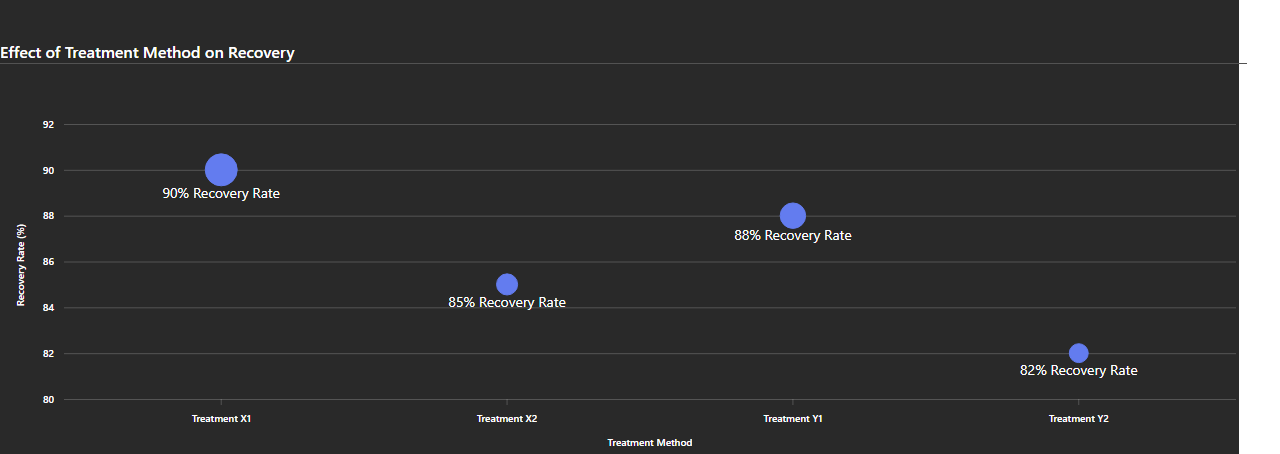 Effect of Treatment Method on Recovery
92
90
90% Recovery Rate
88
88% Recovery Rate
Recovery Rate (%)
86
85% Recovery Rate
84
82
82% Recovery Rate
80
Treatment X1
Treatment X2
Treatment Y1
Treatment Y2
Treatment Method